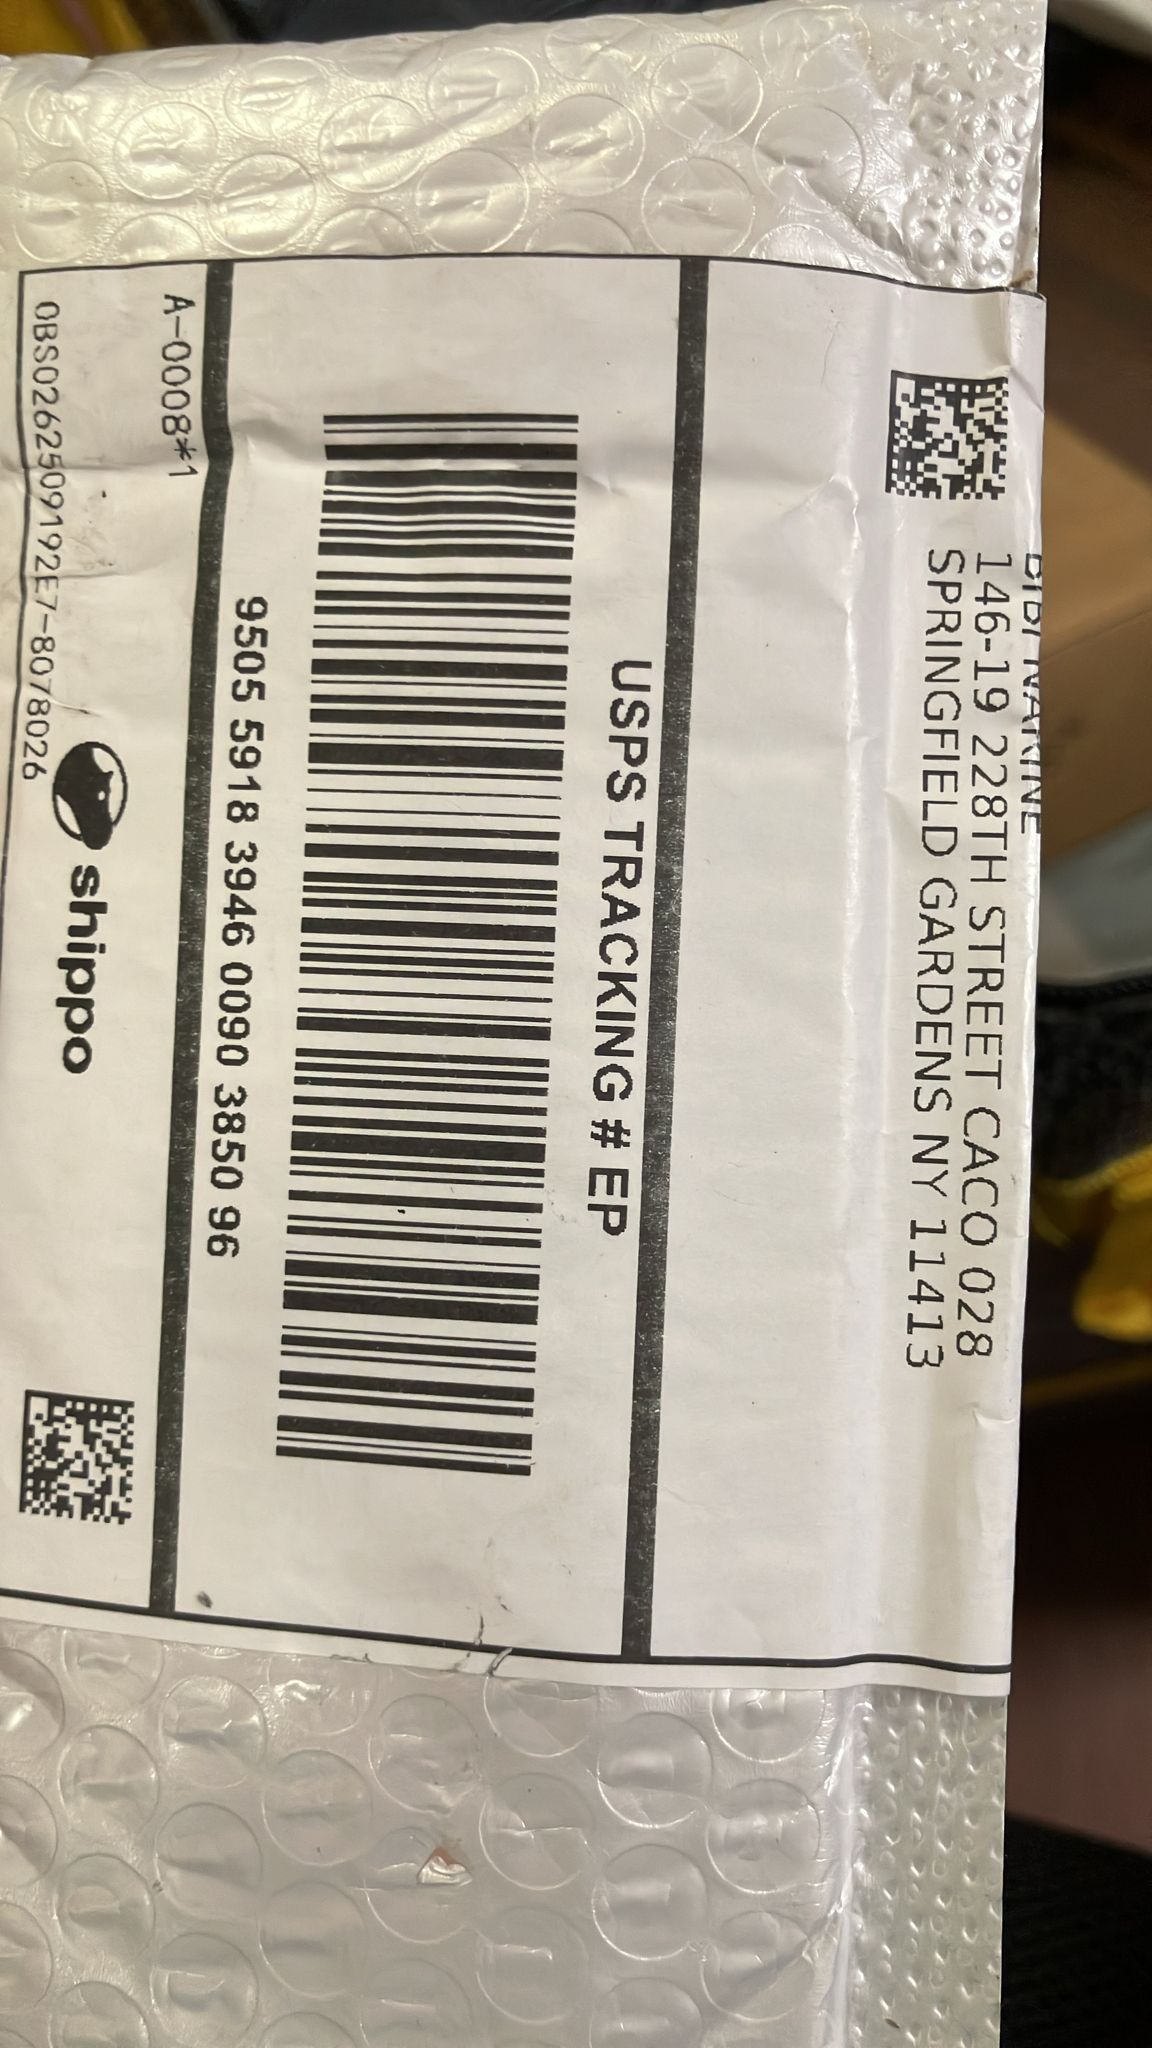 146-19 228TH STREET CACO 028
SPRINGFIELD GARDENS NY 11413
USPS TRACKING # EP
9505 5918 3946 0090 3850 96
A-0008*1
shippo
0BS0262509192E7-8078026